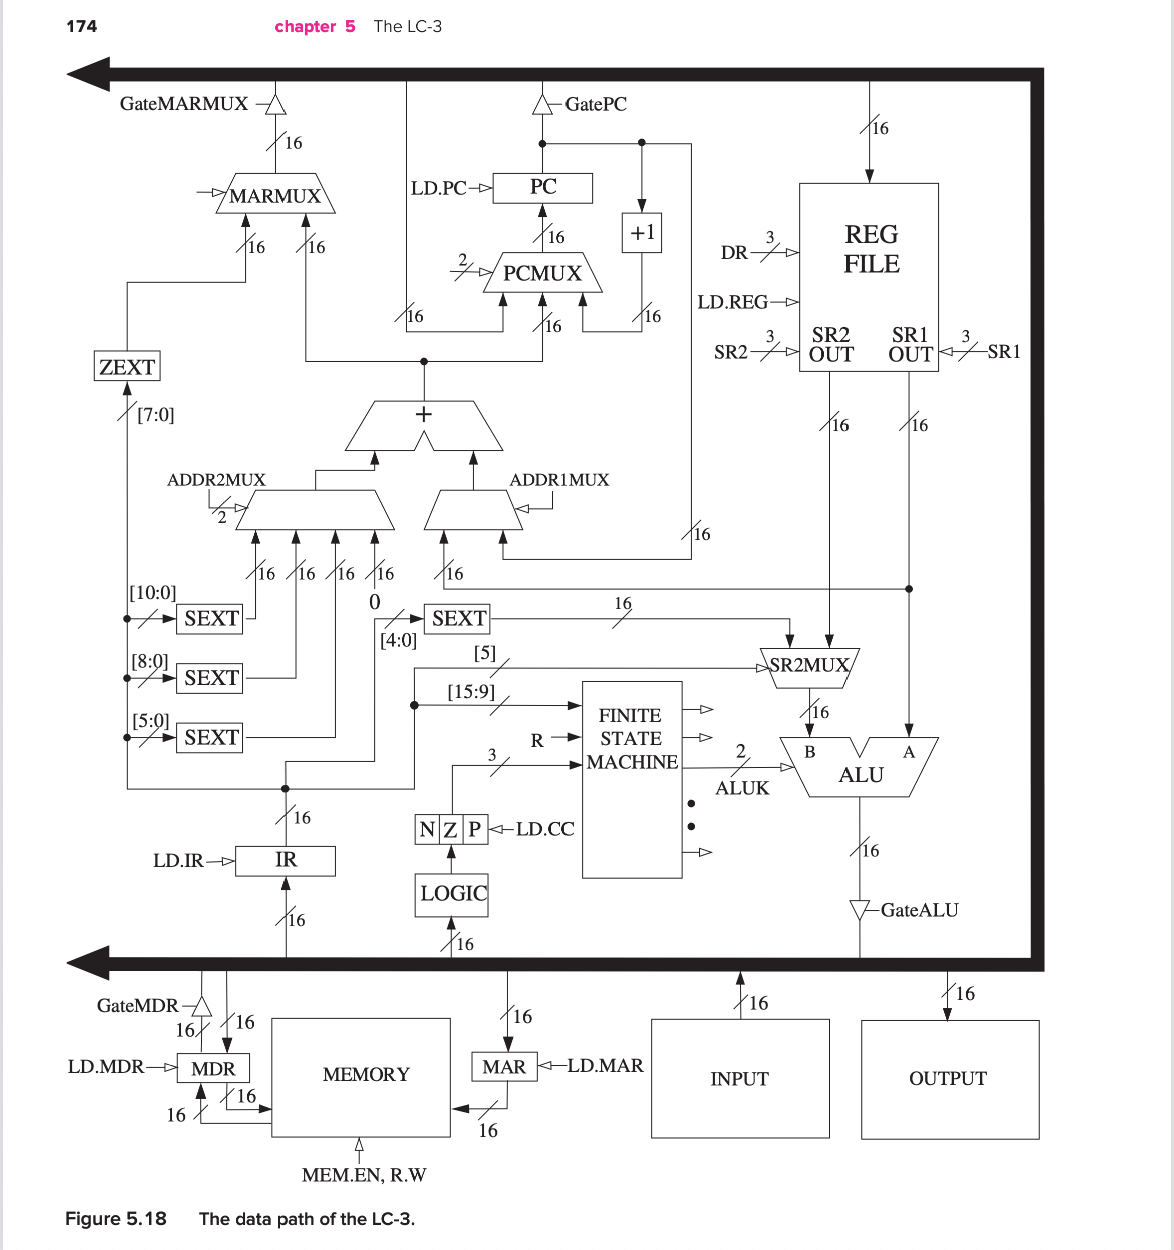 174 chapter 5 The LC-3
GateMARMUX
GatePC
16
16
MARMUX
LD.PC
PC
16
16
16
2
PCMUX
+1
16
16
16
DR
3
REG
FILE
LD.REG
SR2
3
SR2
OUT
SR1
OUT
3
SR1
ZEXT
[7:0]
+
16
16
ADDR2MUX
2
ADDR1MUX
16
16
16
16
16
16
0
[10:0]
SEXT
[4:0]
SEXT
16
[8:0]
SEXT
[5]
SR2MUX
[15:9]
16
[5:0]
SEXT
R
FINITE
STATE
MACHINE
3
2
ALUK
B
A
ALU
16
N Z P
LD.CC
LD.IR
IR
LOGIC
16
GateALU
16
16
GateMDR
16
16
16
16
16
LD.MDR
MDR
MEMORY
MAR
LD.MAR
INPUT
OUTPUT
16
16
16
MEM.EN, R.W
Figure 5.18 The data path of the LC-3.